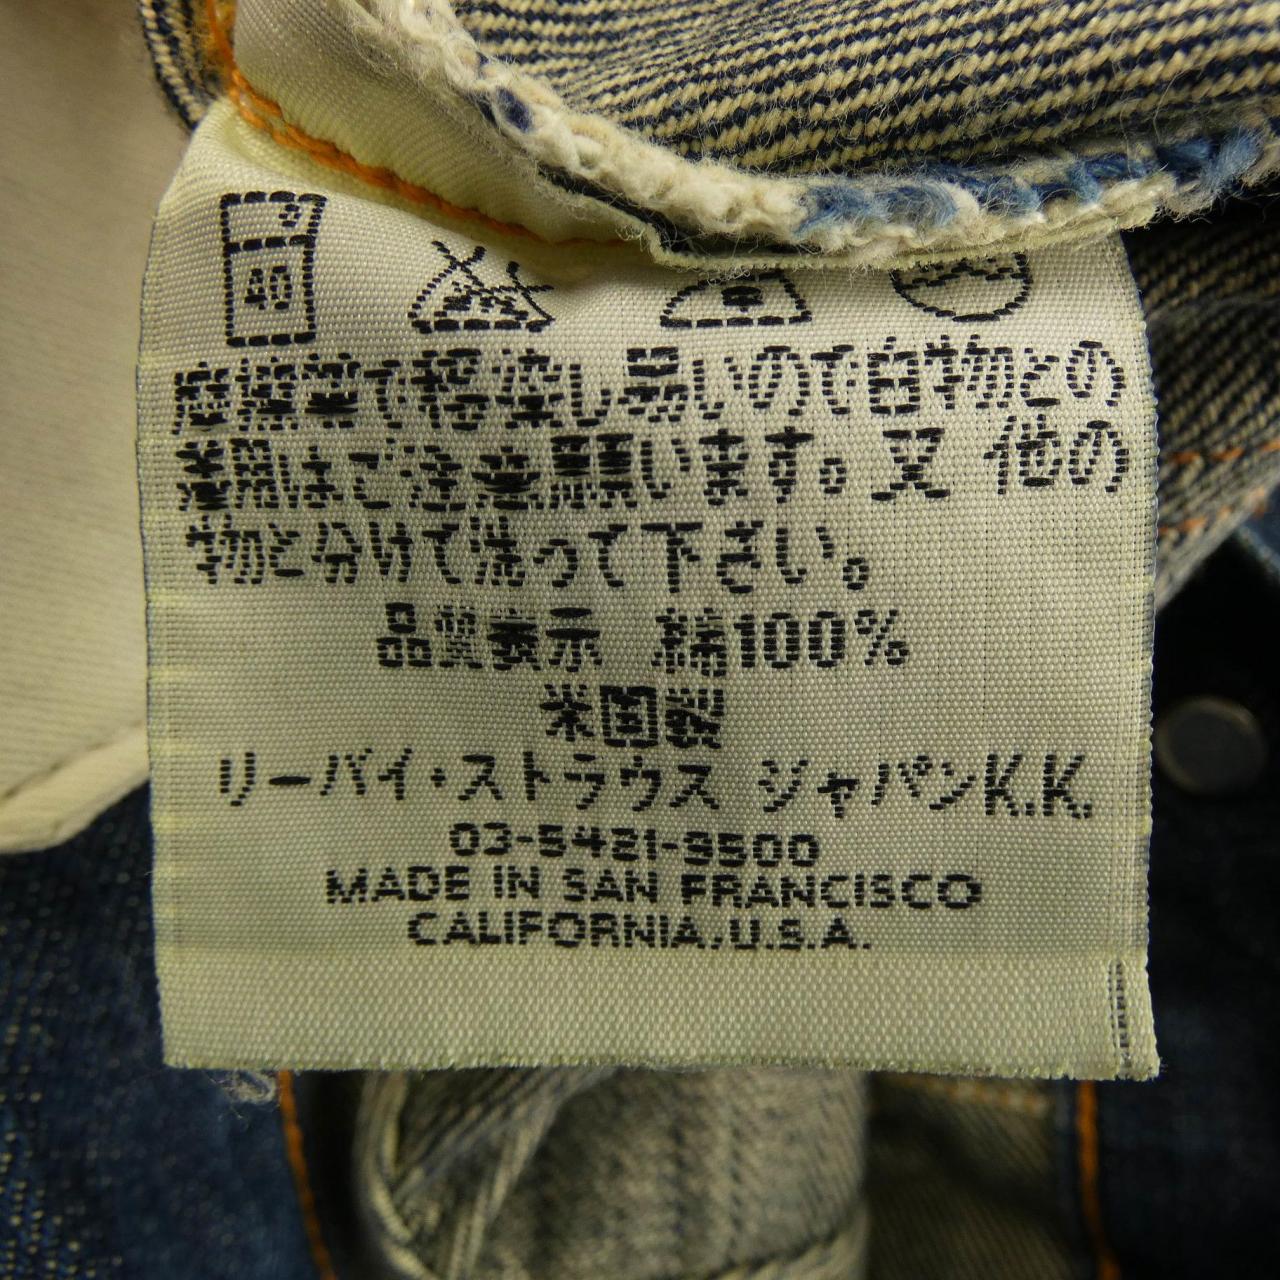 40
摩擦等で移染し易いので白物との
着用はご注意願います。又 他の
物と分けて洗って下さい。
品質表示 綿100%
米国製
リーバイ・ストラウス ジャパンK.K.
03-5421-9500
MADE IN SAN FRANCISCO
CALIFORNIA,U.S.A.